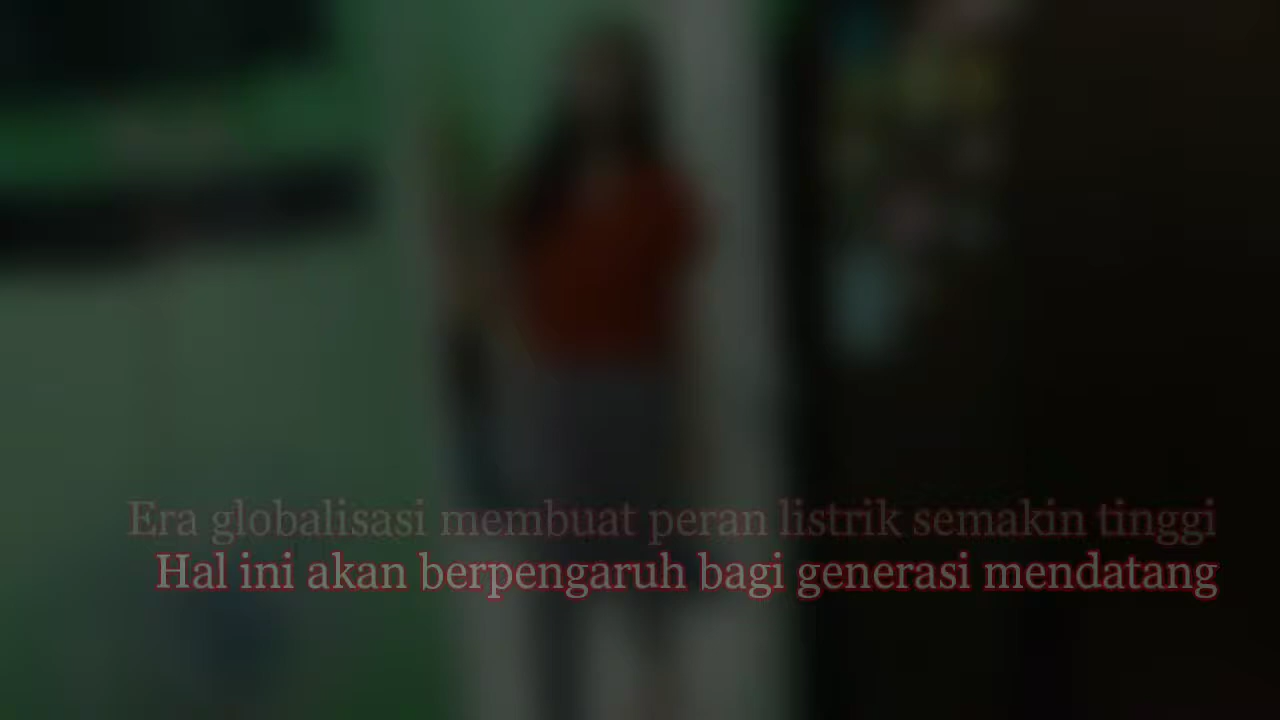 Era globalisasi membuat peran listrik semakin tinggi
Hal ini akan berpengaruh bagi generasi mendatang